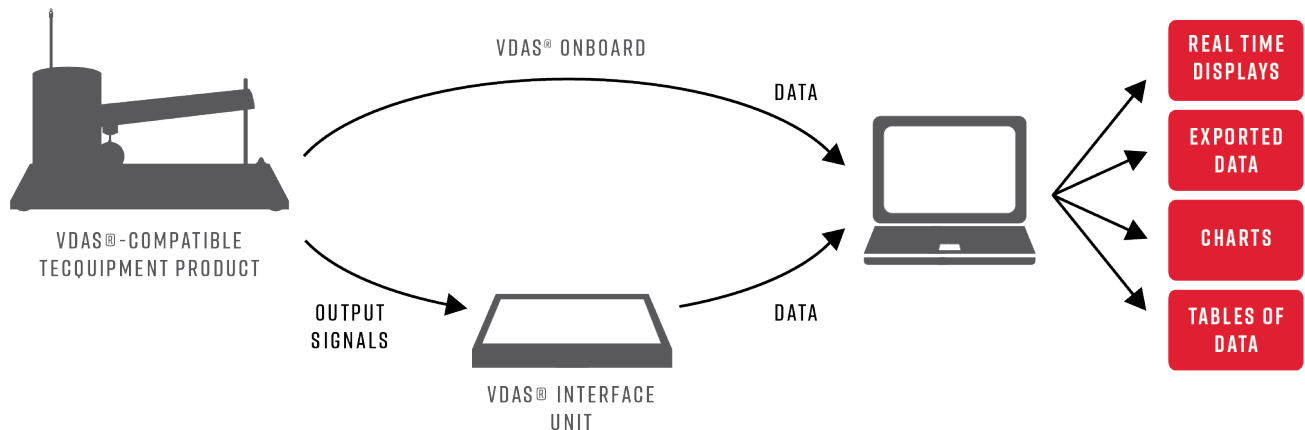 VDAS® ONBOARD
DATA
VDAS®-COMPATIBLE
TECQUIPMENT PRODUCT
OUTPUT
SIGNALS
DATA
VDAS® INTERFACE
UNIT
REAL TIME
DISPLAYS
EXPORTED
DATA
CHARTS
TABLES OF
DATA